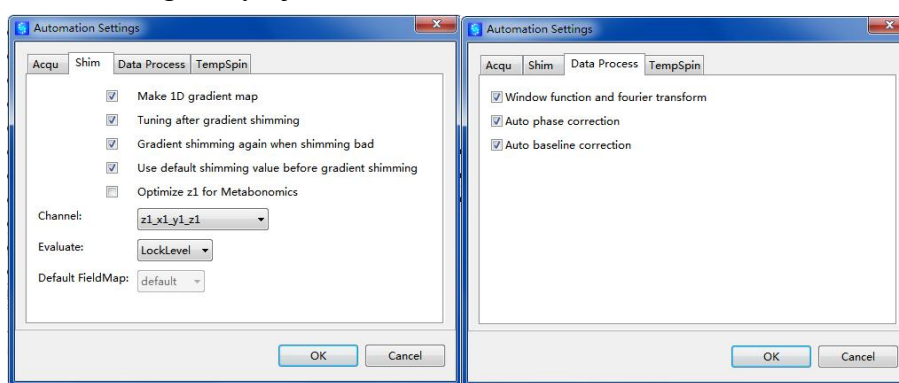 Automation Settings
Acqu Shim Data Process TempSpin
Make 1D gradient map
Tuning after gradient shimming
Gradient shimming again when shimming bad
Use default shimming value before gradient shimming
Optimize z1 for Metabonomics
Channel: z1_x1_y1_z1
Evaluate: LockLevel
Default FieldMap: default
OK Cancel
Automation Settings
Acqu Shim Data Process TempSpin
Window function and fourier transform
Auto phase correction
Auto baseline correction
OK Cancel